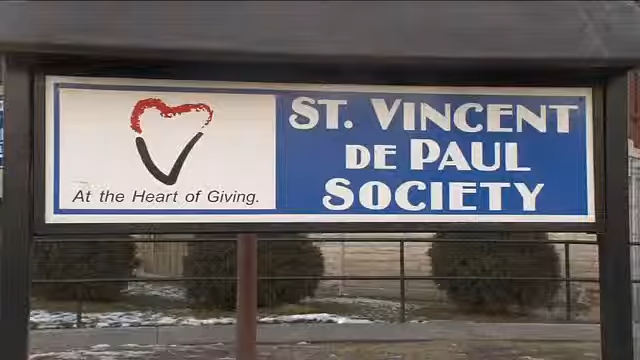 At the Heart of Giving.
ST. VINCENT
DE PAUL
SOCIETY